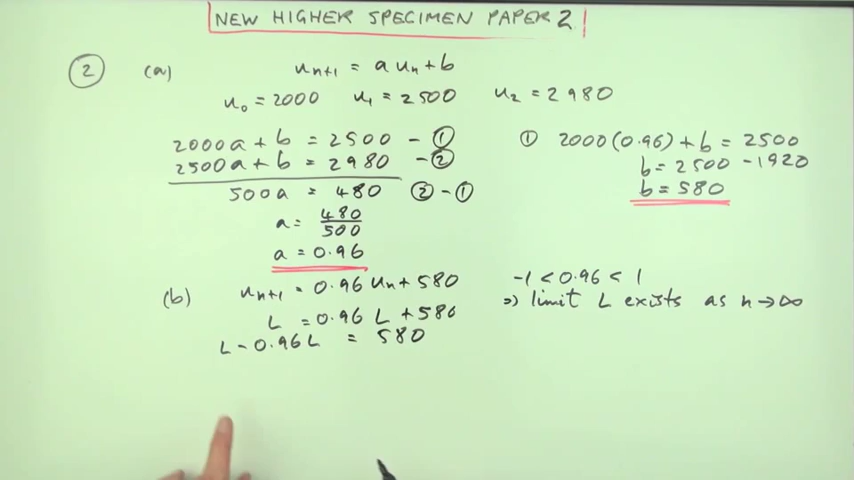 NEW HIGHER SPECIMEN PAPER 2
2 (a) uₙ₊₁ = a uₙ + b
u₀ = 2000 u₁ = 2500 u₂ = 2980
2000a + b = 2500 - ①
2500a + b = 2980 - ②
500a = 480 ② - ①
a = 480/500
a = 0.96
① 2000(0.96) + b = 2500
b = 2500 - 1920
b = 580
(b) uₙ₊₁ = 0.96 uₙ + 580
L = 0.96 L + 580
L - 0.96L = 580
-1 < 0.96 < 1
⇒ limit L exists as n → ∞